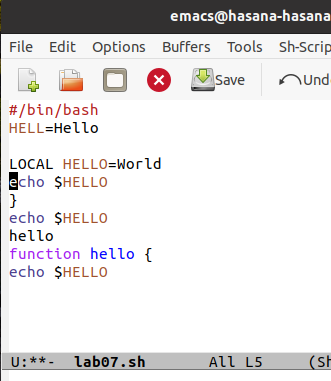 emacs@hasana-hasana
File Edit Options Buffers Tools Sh-Scrip
Save Undo
#/bin/bash
HELL=Hello
LOCAL HELLO=World
echo $HELLO
}
echo $HELLO
hello
function hello {
echo $HELLO
U:**- lab07.sh All L5 (Sh